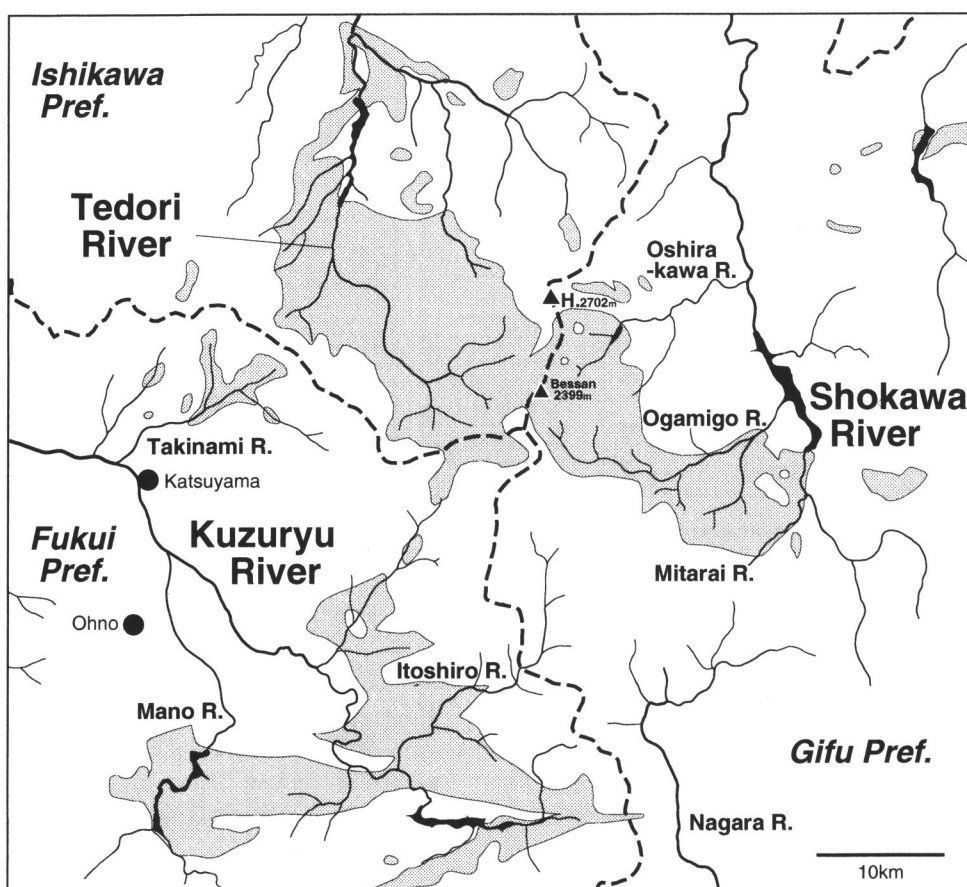 Ishikawa
Pref.
Tedori
River
Oshira
-kawa R.
H.2702m
Bessan
2399m
Shokawa
River
Ogamigo R.
Takinami R.
Katsuyama
Kuzuryu
River
Fukui
Pref.
Mitarai R.
Ohno
Itoshiro R.
Mano R.
Gifu Pref.
Nagara R.
10km